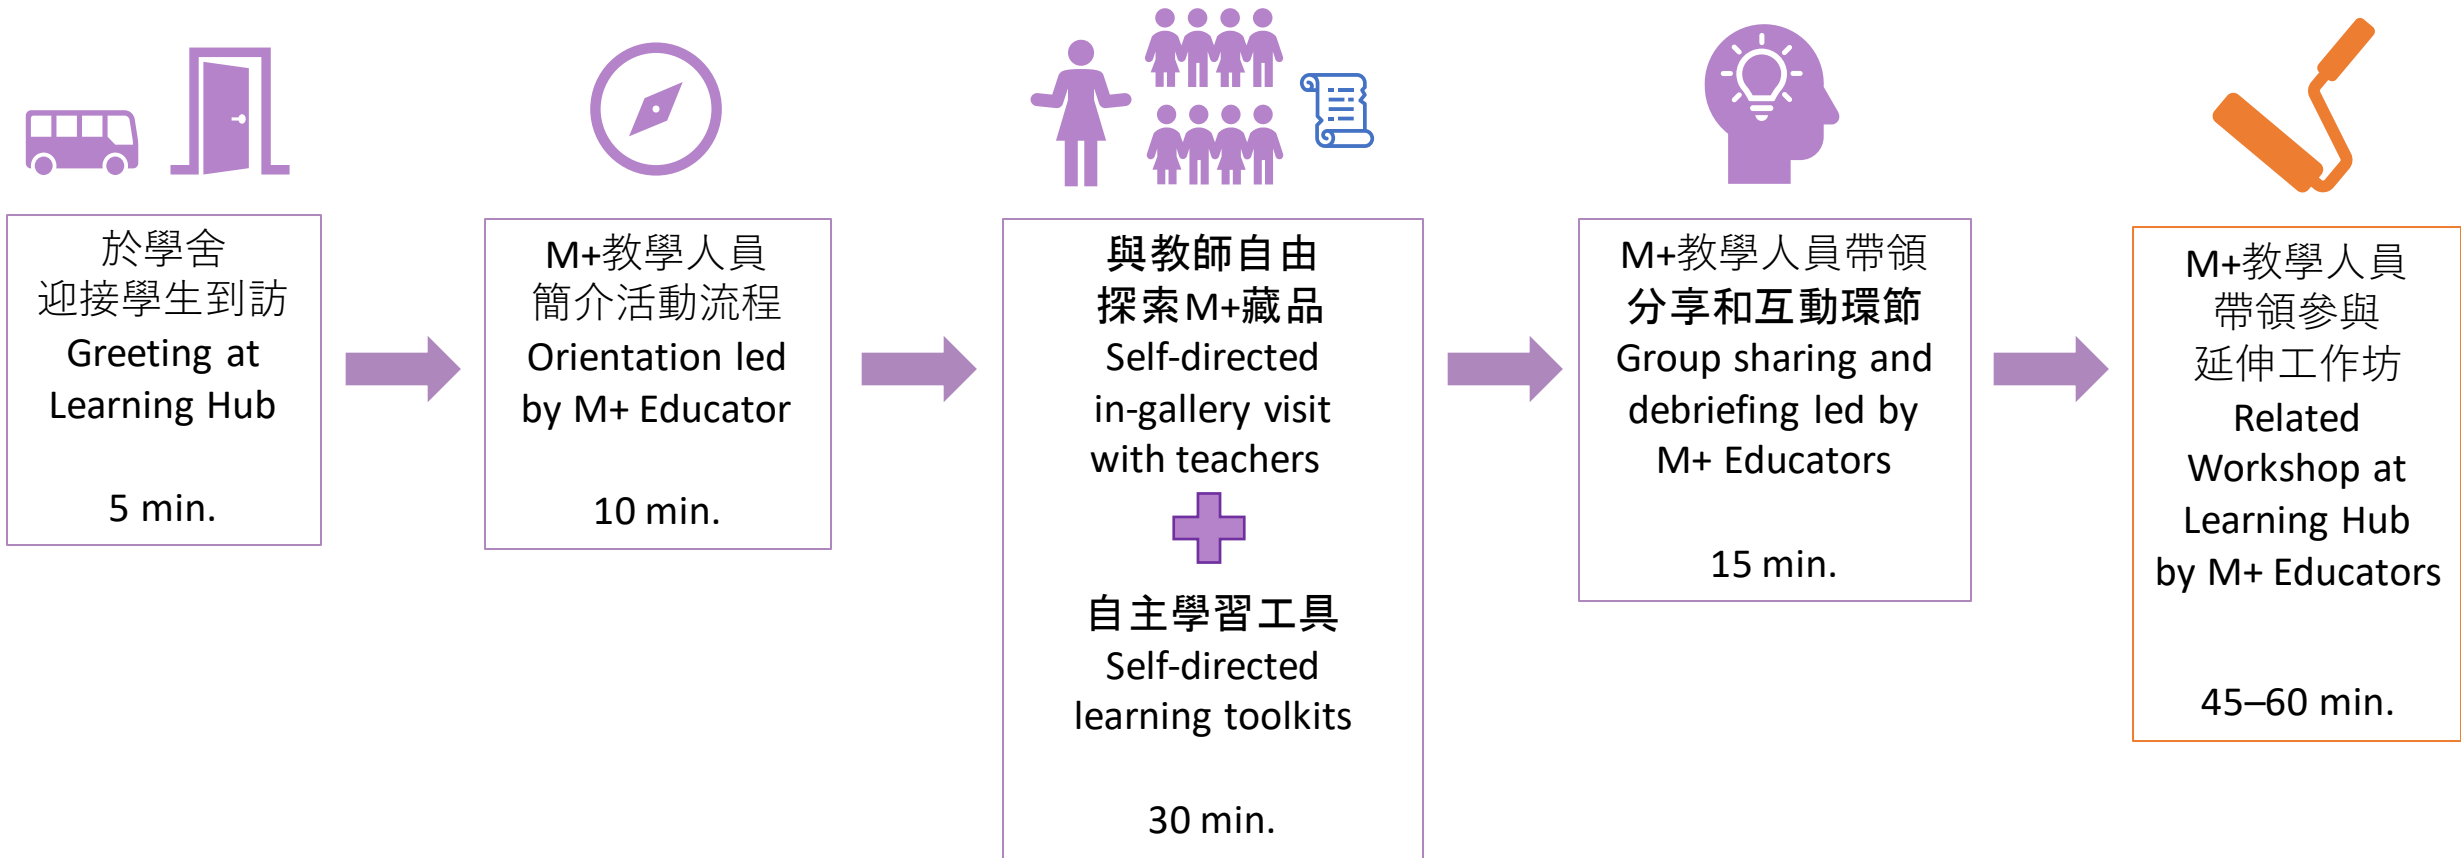 於學舍
迎接學生到訪
Greeting at
Learning Hub
5 min.
M+教學人員
簡介活動流程
Orientation led
by M+ Educator
10 min.
與教師自由
探索M+藏品
Self-directed
in-gallery visit
with teachers
自主學習工具
Self-directed
learning toolkits
30 min.
M+教學人員帶領
分享和互動環節
Group sharing and
debriefing led by
M+ Educators
15 min.
M+教學人員
帶領參與
延伸工作坊
Related
Workshop at
Learning Hub
by M+ Educators
45–60 min.